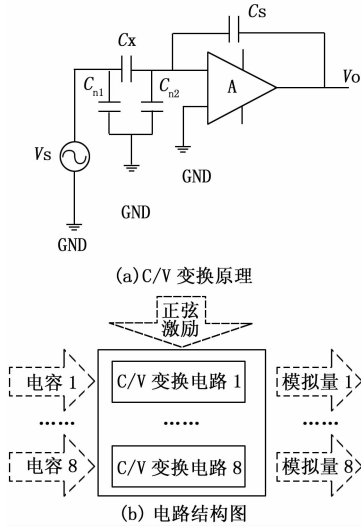 Cs
Cx
Cn1
Cn2
A
Vo
Vs
GND
GND
GND
(a)C/V 变换原理
正弦
激励
电容 1
C/V 变换电路 1
模拟量 1
……
……
……
电容 8
C/V 变换电路 8
模拟量 8
(b) 电路结构图